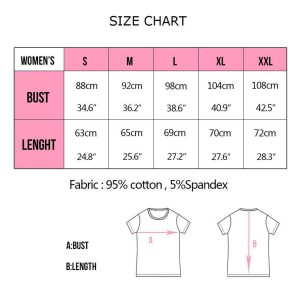 SIZE CHART
WOMEN'S S M L XL XXL
BUST 88cm 92cm 98cm 104cm 108cm
34.6" 36.2" 38.6" 40.9" 42.5"
LENGHT 63cm 65cm 69cm 70cm 72cm
24.8" 25.6" 27.2" 27.6" 28.3"
Fabric : 95% cotton , 5%Spandex
A:BUST
B:LENGTH
A
B